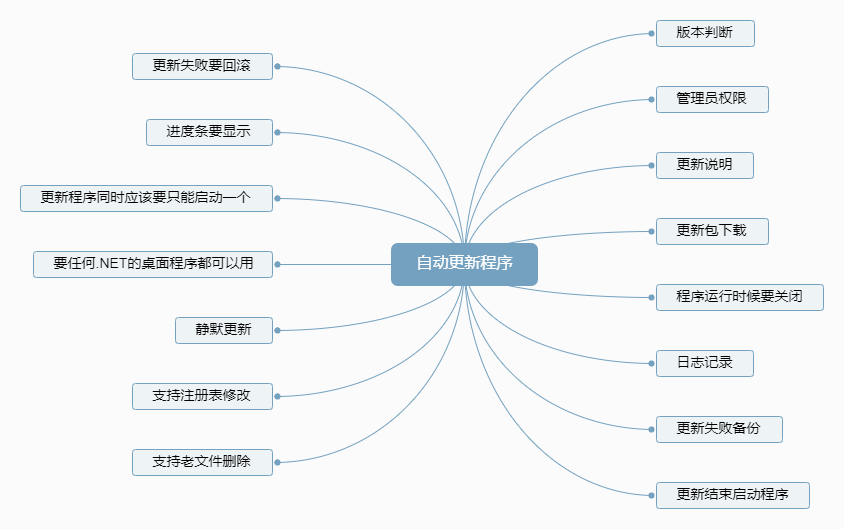 自动更新程序
版本判断
管理员权限
更新说明
更新包下载
程序运行时候要关闭
日志记录
更新失败备份
更新结束启动程序
更新失败要回滚
进度条要显示
更新程序同时应该要只能启动一个
要任何.NET的桌面程序都可以用
静默更新
支持注册表修改
支持老文件删除